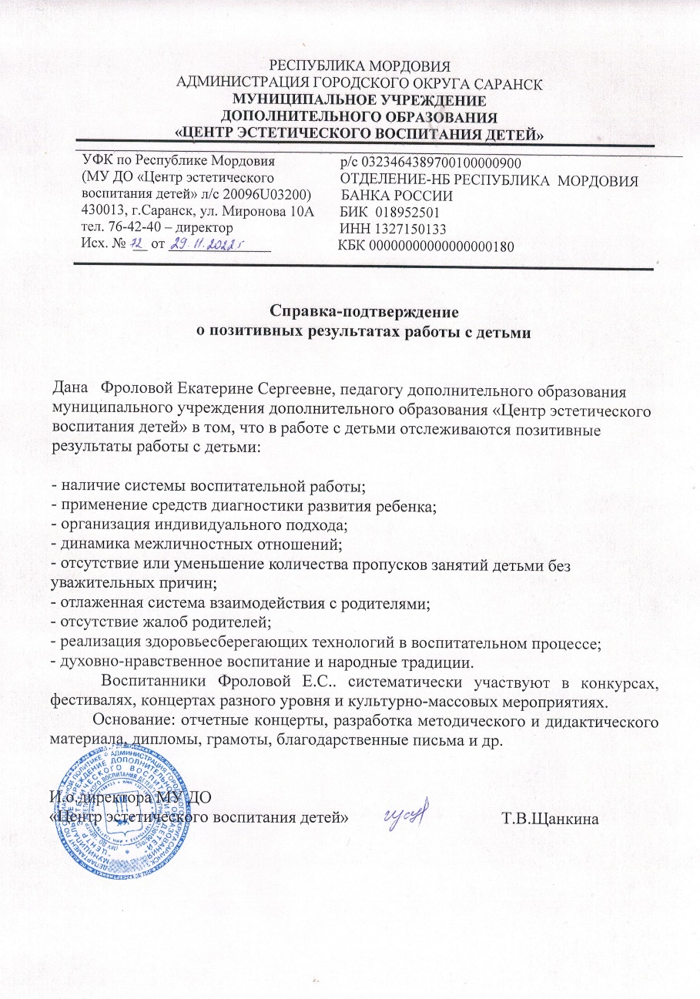 РЕСПУБЛИКА МОРДОВИЯ
АДМИНИСТРАЦИЯ ГОРОДСКОГО ОКРУГА САРАНСК
МУНИЦИПАЛЬНОЕ УЧРЕЖДЕНИЕ
ДОПОЛНИТЕЛЬНОГО ОБРАЗОВАНИЯ
«ЦЕНТР ЭСТЕТИЧЕСКОГО ВОСПИТАНИЯ ДЕТЕЙ»
УФК по Республике Мордовия
(МУ ДО «Центр эстетического
воспитания детей» л/с 20096U03200)
430013, г.Саранск, ул. Миронова 10А
тел. 76-42-40 – директор
Исх. № 72 от 29.11.2022г
р/с 0323464389700100000900
ОТДЕЛЕНИЕ-НБ РЕСПУБЛИКА МОРДОВИЯ
БАНКА РОССИИ
БИК 018952501
ИНН 1327150133
КБК 00000000000000000180
Справка-подтверждение
о позитивных результатах работы с детьми
Дана Фроловой Екатерине Сергеевне, педагогу дополнительного образования
муниципального учреждения дополнительного образования «Центр эстетического
воспитания детей» в том, что в работе с детьми отслеживаются позитивные
результаты работы с детьми:
- наличие системы воспитательной работы;
- применение средств диагностики развития ребенка;
- организация индивидуального подхода;
- динамика межличностных отношений;
- отсутствие или уменьшение количества пропусков занятий детьми без
уважительных причин;
- отлаженная система взаимодействия с родителями;
- отсутствие жалоб родителей;
- реализация здоровьесберегающих технологий в воспитательном процессе;
- духовно-нравственное воспитание и народные традиции.
Воспитанники Фроловой Е.С.. систематически участвуют в конкурсах,
фестивалях, концертах разного уровня и культурно-массовых мероприятиях.
Основание: отчетные концерты, разработка методического и дидактического
материала, дипломы, грамоты, благодарственные письма и др.
И.о.директора МУ ДО
«Центр эстетического воспитания детей»
Т.В.Щанкина